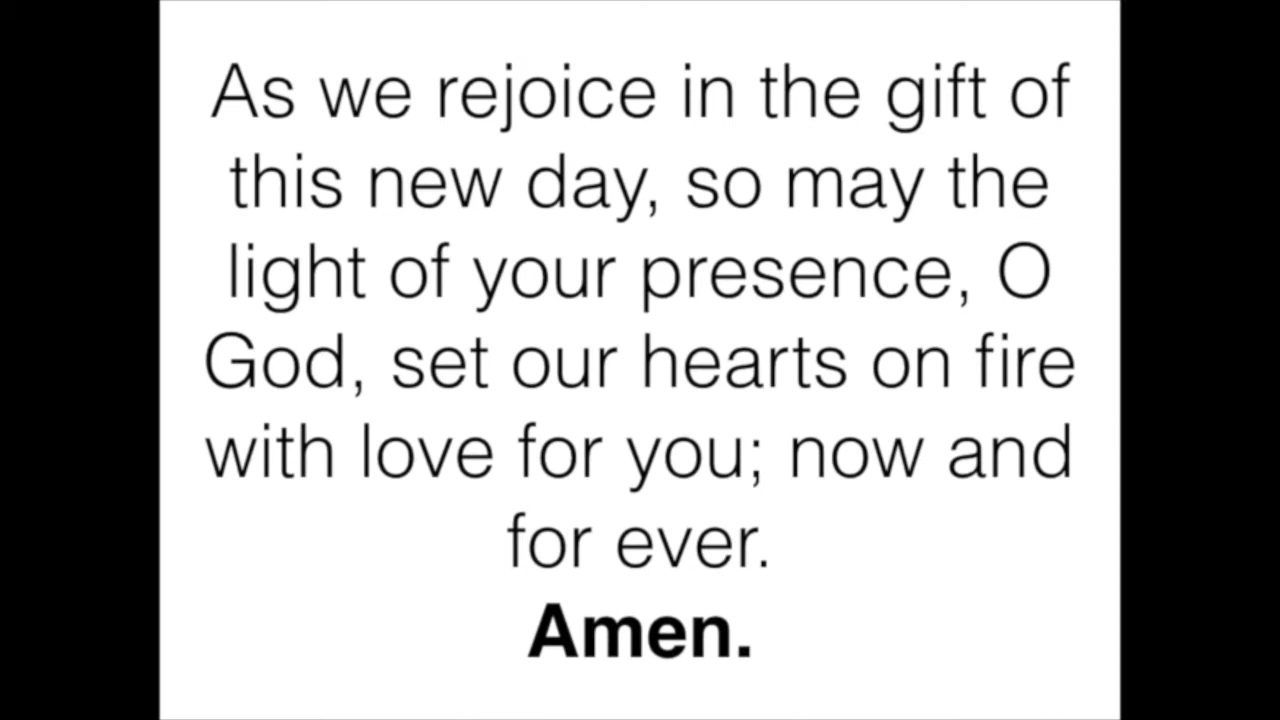 As we rejoice in the gift of
this new day, so may the
light of your presence, O
God, set our hearts on fire
with love for you; now and
for ever.
Amen.